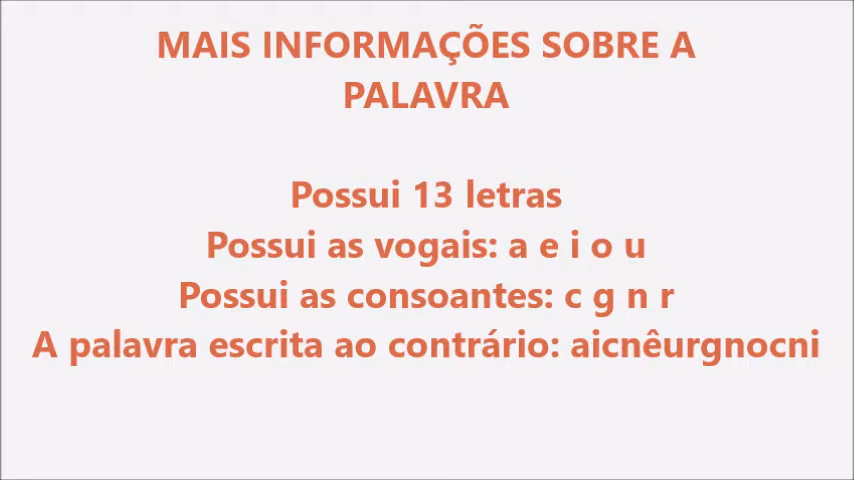 MAIS INFORMAÇÕES SOBRE A
PALAVRA
Possui 13 letras
Possui as vogais: a e i o u
Possui as consoantes: c g n r
A palavra escrita ao contrário: aicnêurgnocni